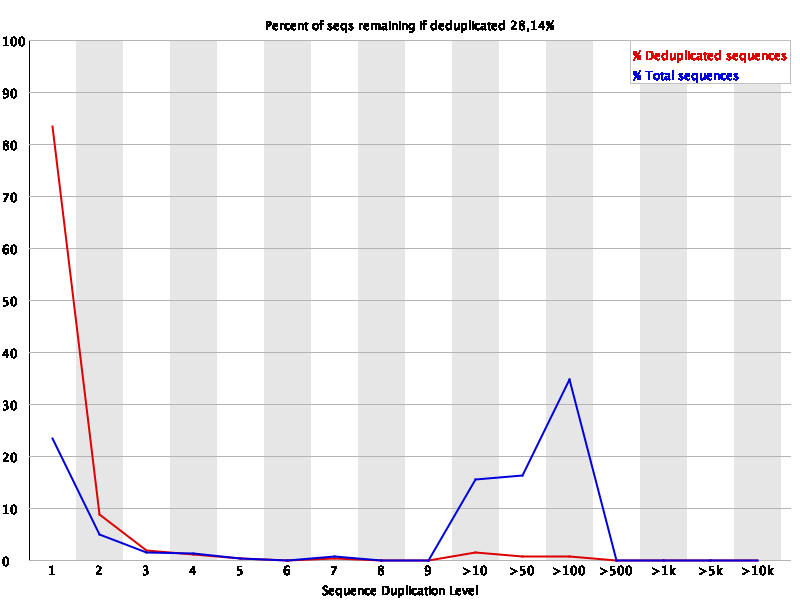 Percent of seqs remaining if deduplicated 28,14%
% Deduplicated sequences
% Total sequences
100
90
80
70
60
50
40
30
20
10
0
1 2 3 4 5 6 7 8 9 >10 >50 >100 >500 >1k >5k >10k
Sequence Duplication Level